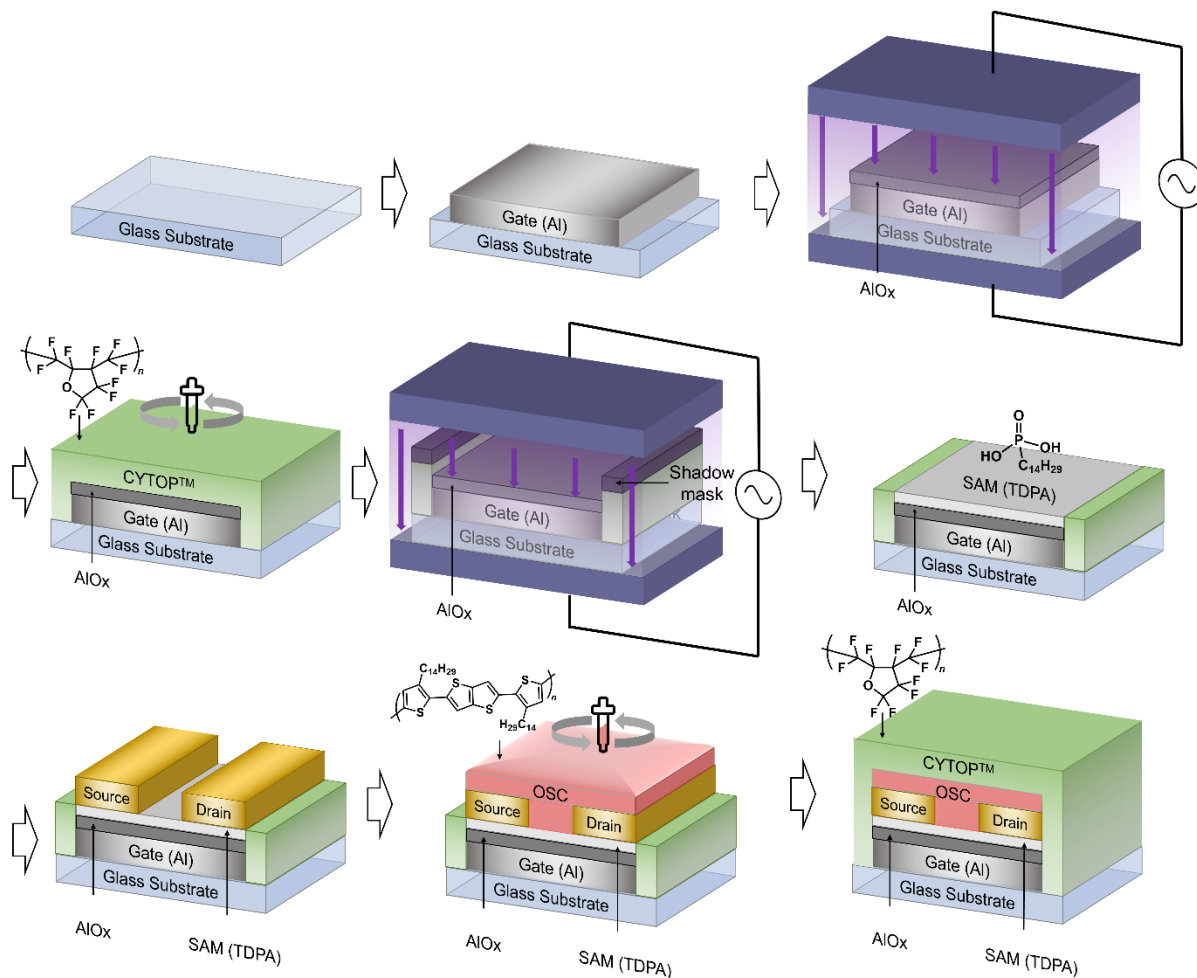 Glass Substrate
Gate (Al)
Glass Substrate
Gate (Al)
Glass Substrate
AlOx
( )n
F F F F F
F F
O F
F
F F
CYTOP™
Gate (Al)
Glass Substrate
AlOx
Shadow
mask
Gate (Al)
Glass Substrate
AlOx
O
HO P OH
C14H29
SAM (TDPA)
Gate (Al)
Glass Substrate
AlOx
Source
Drain
Gate (Al)
Glass Substrate
AlOx
SAM (TDPA)
C14H29
S S S S
n
H29C14
OSC
Source
Drain
Gate (Al)
Glass Substrate
AlOx
SAM (TDPA)
( )n
F F F F F
F F
O F
F
F F
CYTOP™
OSC
Source
Drain
Gate (Al)
Glass Substrate
AlOx
SAM (TDPA)